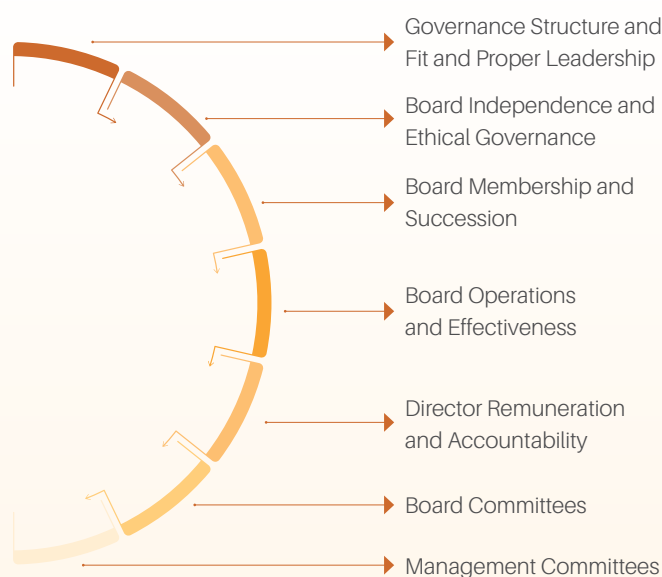 Governance Structure and
Fit and Proper Leadership
Board Independence and
Ethical Governance
Board Membership and
Succession
Board Operations
and Effectiveness
Director Remuneration
and Accountability
Board Committees
Management Committees